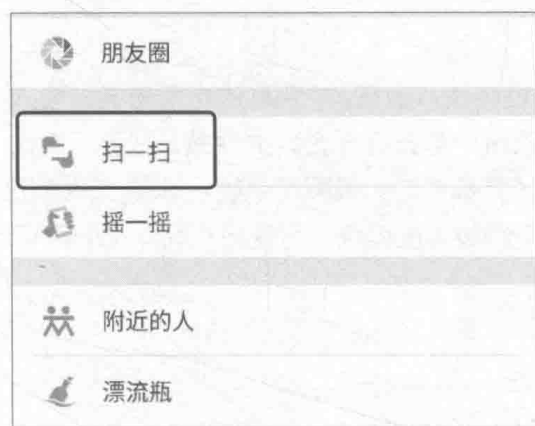 朋友圈
扫一扫
摇一摇
附近的人
漂流瓶